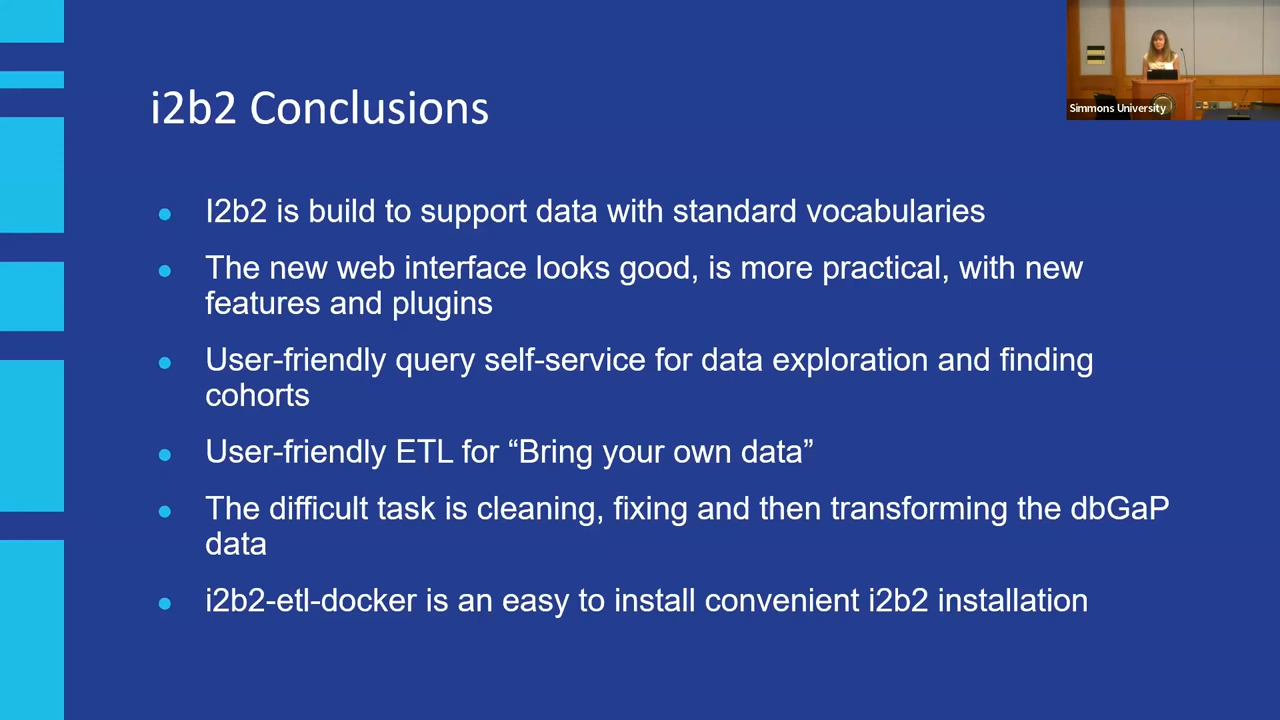 i2b2 Conclusions
Simmons University
I2b2 is build to support data with standard vocabularies
The new web interface looks good, is more practical, with new
features and plugins
User-friendly query self-service for data exploration and finding
cohorts
User-friendly ETL for “Bring your own data”
The difficult task is cleaning, fixing and then transforming the dbGaP
data
i2b2-etl-docker is an easy to install convenient i2b2 installation